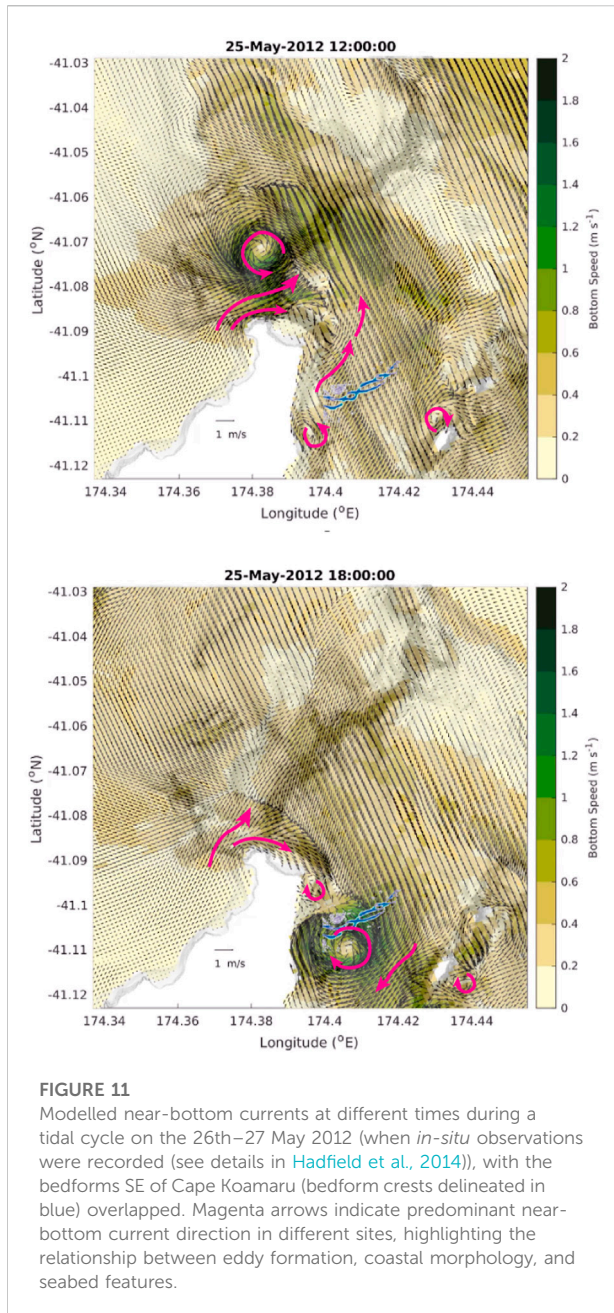 25-May-2012 12:00:00
-41.03
-41.04
-41.05
-41.06
-41.07
-41.08
-41.09
-41.1
-41.11
-41.12
Latitude (ºN)
1 m/s
174.34 174.36 174.38 174.4 174.42 174.44
Longitude (ºE)
2
1.8
1.6
1.4
1.2
1
0.8
0.6
0.4
0.2
0
Bottom Speed (m s⁻¹)
25-May-2012 18:00:00
-41.03
-41.04
-41.05
-41.06
-41.07
-41.08
-41.09
-41.1
-41.11
-41.12
Latitude (ºN)
1 m/s
174.34 174.36 174.38 174.4 174.42 174.44
Longitude (ºE)
2
1.8
1.6
1.4
1.2
1
0.8
0.6
0.4
0.2
0
Bottom Speed (m s⁻¹)
FIGURE 11
Modelled near-bottom currents at different times during a
tidal cycle on the 26th–27 May 2012 (when in-situ observations
were recorded (see details in Hadfield et al., 2014)), with the
bedforms SE of Cape Koamaru (bedform crests delineated in
blue) overlapped. Magenta arrows indicate predominant near-
bottom current direction in different sites, highlighting the
relationship between eddy formation, coastal morphology, and
seabed features.